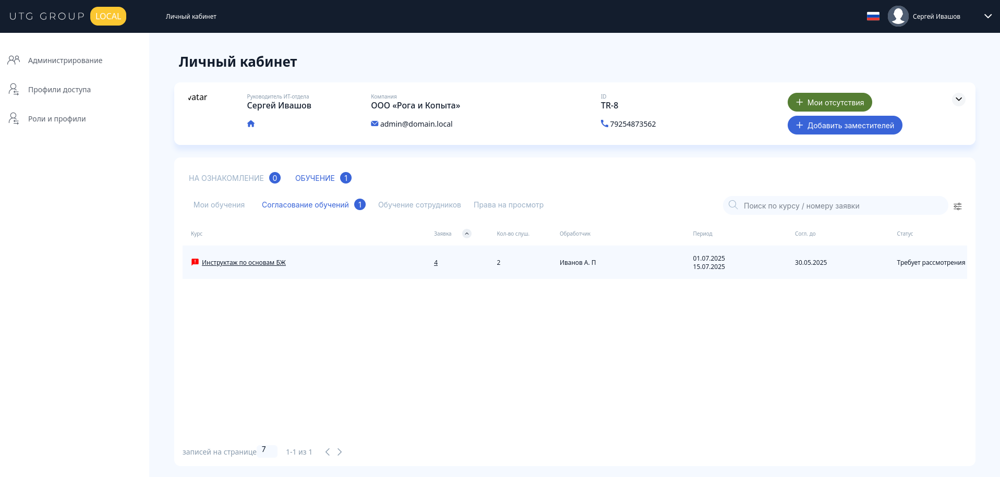 UTG GROUP LOCAL Личный кабинет Сергей Ивашов
Администрирование
Профили доступа
Роли и профили
Личный кабинет
vatar
Руководитель ИТ-отдела Компания ID
Сергей Ивашов ООО «Рога и Копыта» TR-8
+ Мои отсутствия
admin@domain.local 79254873562
+ Добавить заместителей
НА ОЗНАКОМЛЕНИЕ 0 ОБУЧЕНИЕ 1
Мои обучения Согласование обучений 1 Обучение сотрудников Права на просмотр
Поиск по курсу / номеру заявки
Курс Заявка Кол-во слуш. Обработчик Период Согл. до Статус
Инструктаж по основам БЖ 4 2 Иванов А. П 01.07.2025 30.05.2025 Требует рассмотрения
15.07.2025
записей на странице 7 1-1 из 1